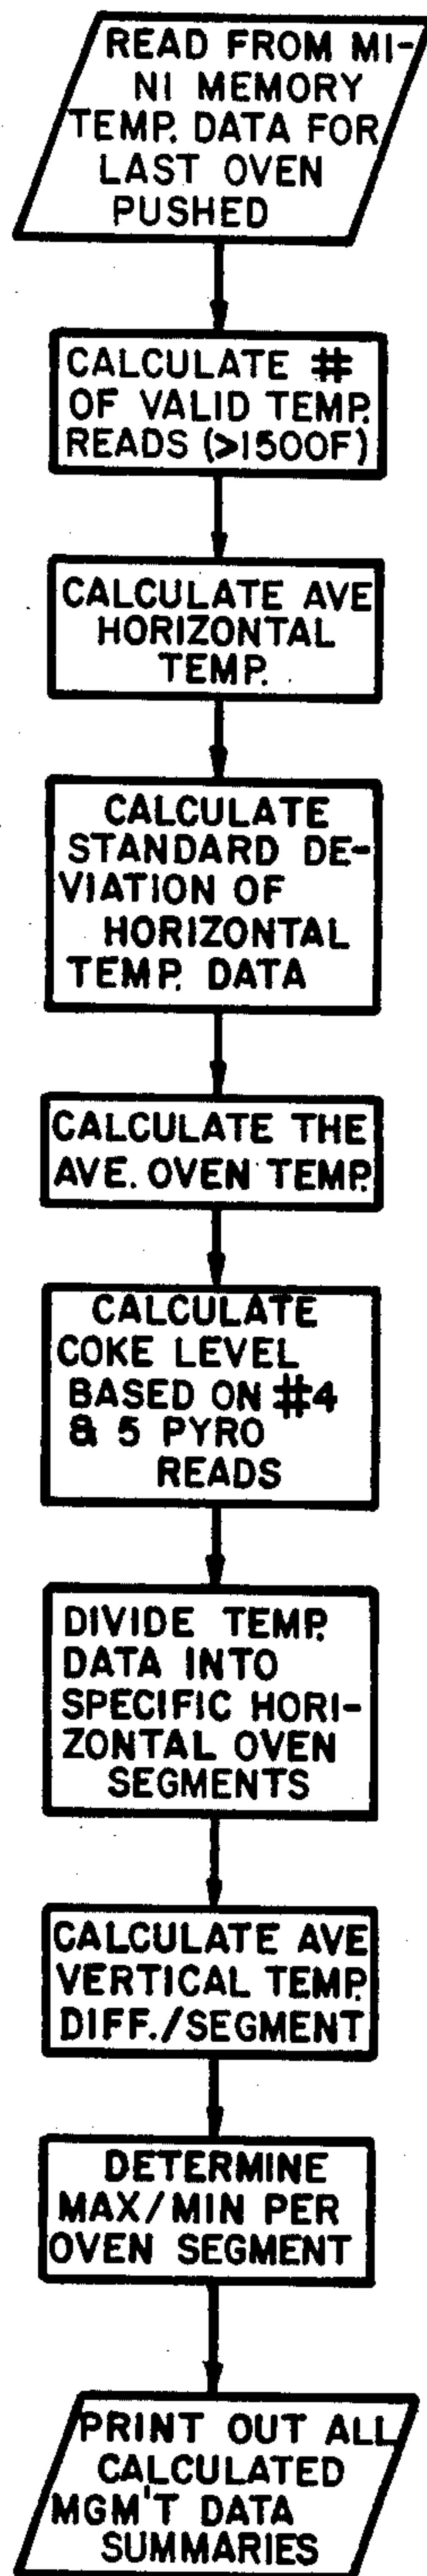 READ FROM MI-
NI MEMORY
TEMP. DATA FOR
LAST OVEN
PUSHED
CALCULATE #
OF VALID TEMP.
READS (>1500F)
CALCULATE AVE
HORIZONTAL
TEMP.
CALCULATE
STANDARD DE-
VIATION OF
HORIZONTAL
TEMP. DATA
CALCULATE THE
AVE. OVEN TEMP.
CALCULATE
COKE LEVEL
BASED ON #4
& 5 PYRO
READS
DIVIDE TEMP.
DATA INTO
SPECIFIC HORI-
ZONTAL OVEN
SEGMENTS
CALCULATE AVE
VERTICAL TEMP.
DIFF./SEGMENT
DETERMINE
MAX/MIN PER
OVEN SEGMENT
PRINT OUT ALL
CALCULATED
MGM'T DATA
SUMMARIES